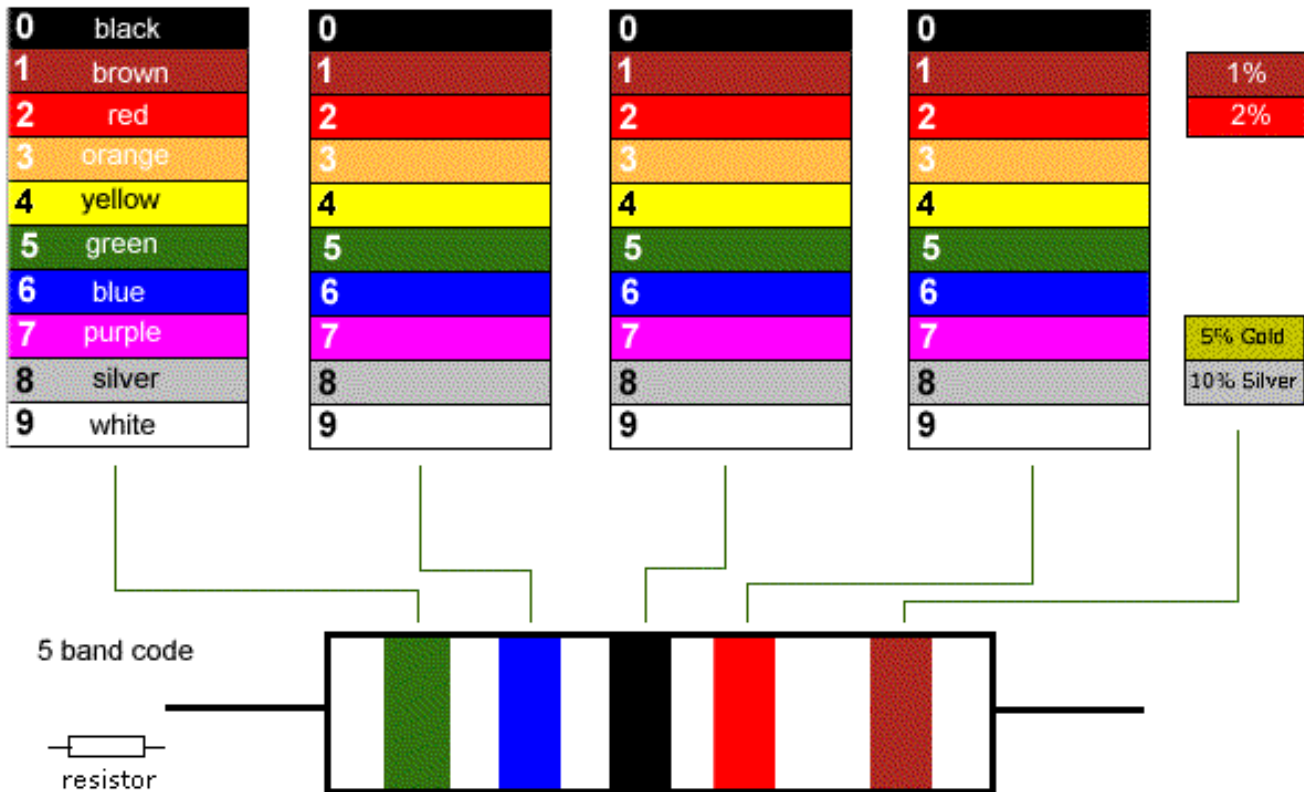 0 black
1 brown
2 red
3 orange
4 yellow
5 green
6 blue
7 purple
8 silver
9 white
0
1
2
3
4
5
6
7
8
9
0
1
2
3
4
5
6
7
8
9
0
1
2
3
4
5
6
7
8
9
1%
2%
5% Gold
10% Silver
5 band code
resistor